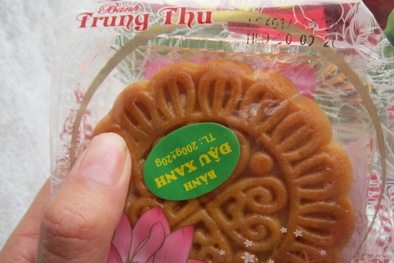 Bánh
Trung Thu
BÁNH
ĐẬU XANH
TL: 200g±20g